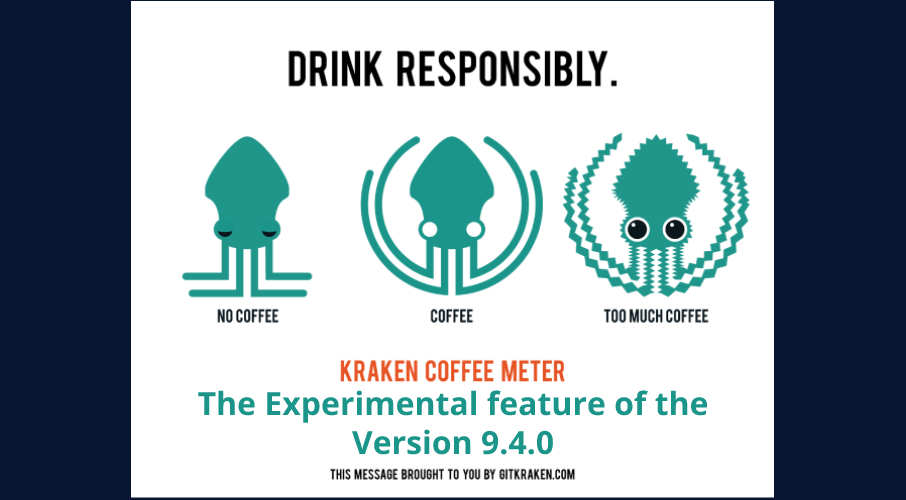 DRINK RESPONSIBLY.
NO COFFEE
COFFEE
TOO MUCH COFFEE
KRAKEN COFFEE METER
The Experimental feature of the
Version 9.4.0
THIS MESSAGE BROUGHT TO YOU BY GITKRAKEN.COM